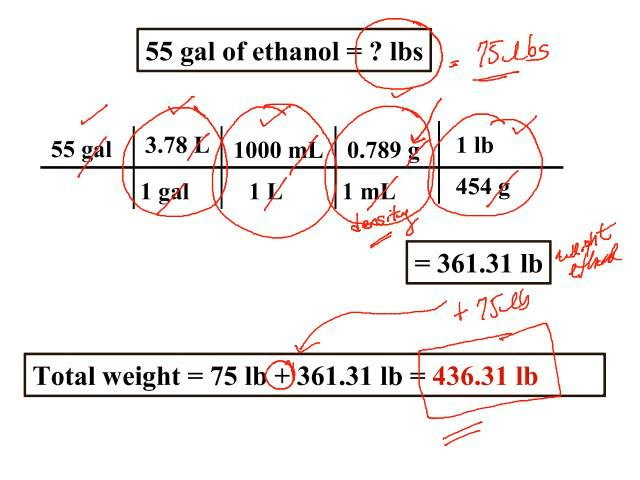 55 gal of ethanol = ? lbs = 75 lbs
55 gal 3.78 L 1000 mL 0.789 g 1 lb
1 gal 1 L 1 mL 454 g
density
= 361.31 lb weight
+ 75 lb
Total weight = 75 lb + 361.31 lb = 436.31 lb